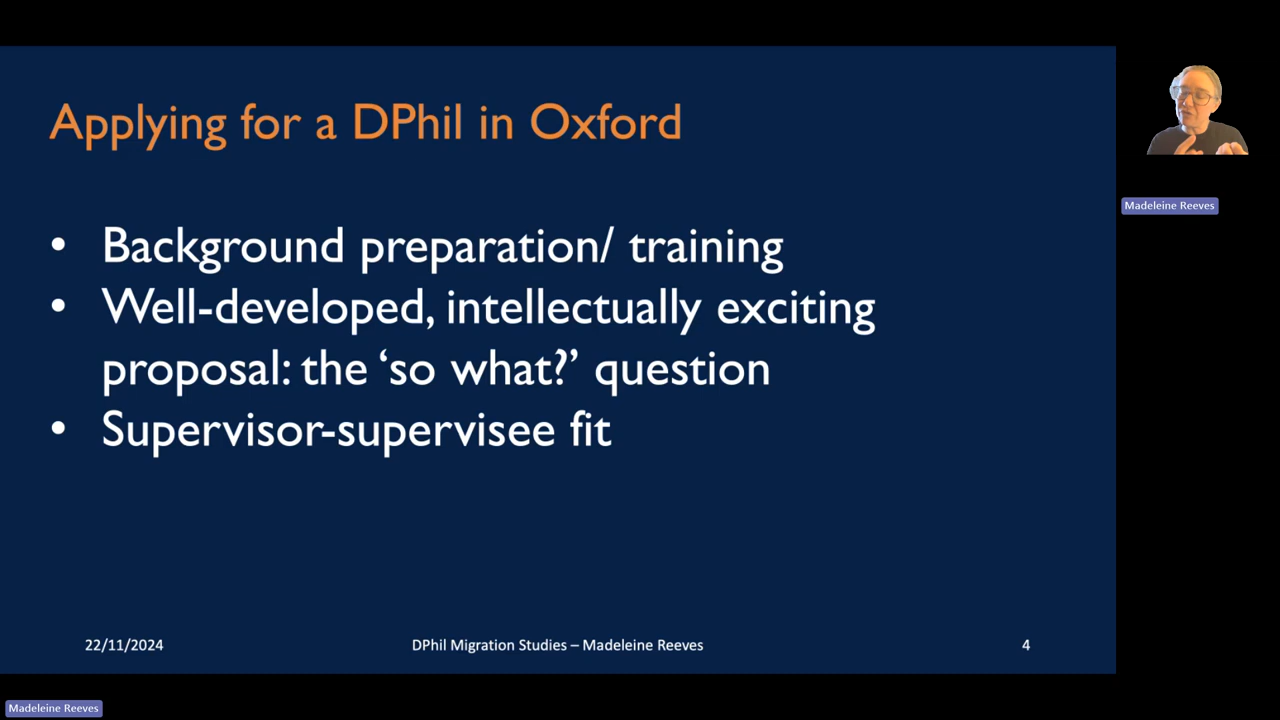 Applying for a DPhil in Oxford
• Background preparation/ training
• Well-developed, intellectually exciting
proposal: the ‘so what?’ question
• Supervisor-supervisee fit
22/11/2024
DPhil Migration Studies – Madeleine Reeves
4
Madeleine Reeves
Madeleine Reeves